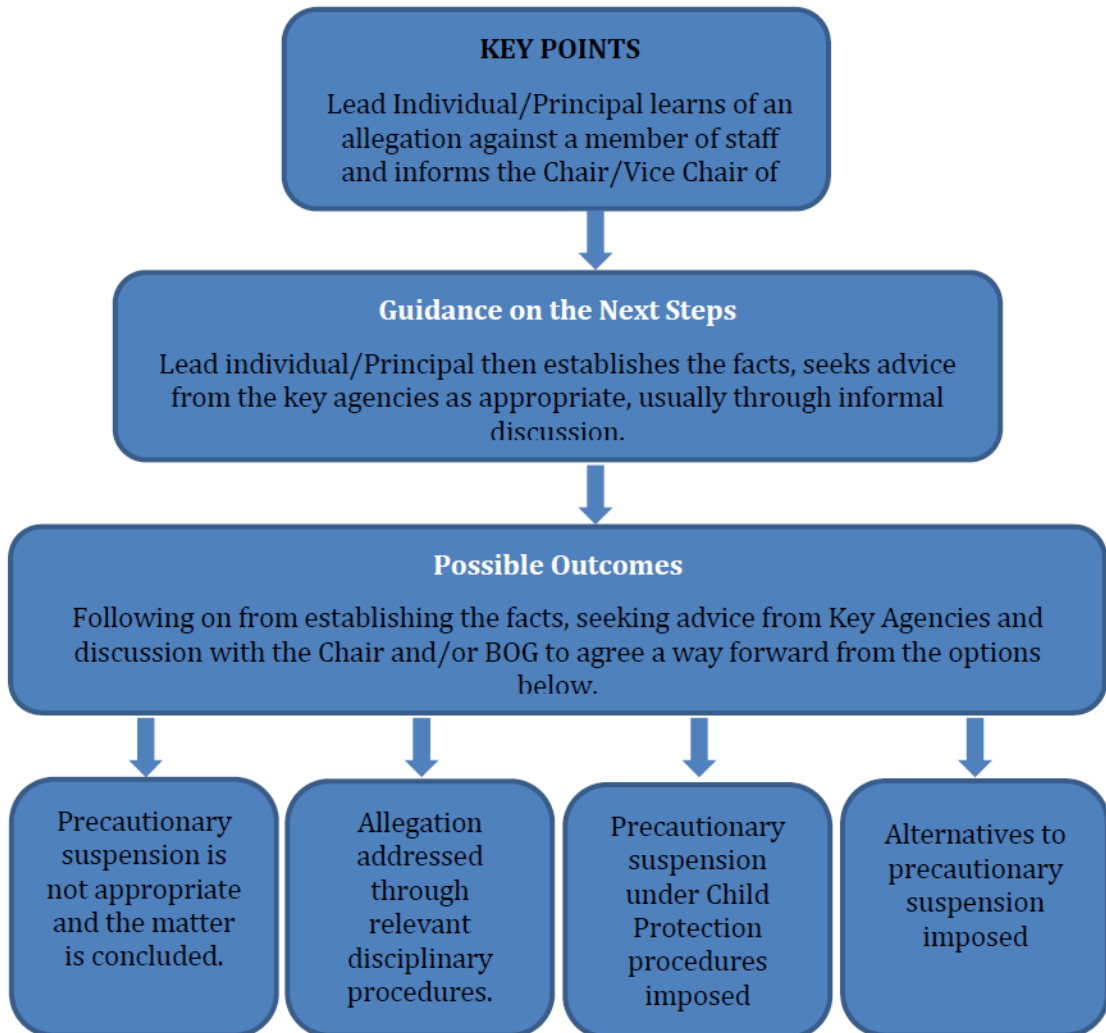 KEY POINTS
Lead Individual/Principal learns of an
allegation against a member of staff
and informs the Chair/Vice Chair of
Guidance on the Next Steps
Lead individual/Principal then establishes the facts, seeks advice
from the key agencies as appropriate, usually through informal
discussion.
Possible Outcomes
Following on from establishing the facts, seeking advice from Key Agencies and
discussion with the Chair and/or BOG to agree a way forward from the options
below.
Precautionary
suspension is
not appropriate
and the matter
is concluded.
Allegation
addressed
through
relevant
disciplinary
procedures.
Precautionary
suspension
under Child
Protection
procedures
imposed
Alternatives to
precautionary
suspension
imposed